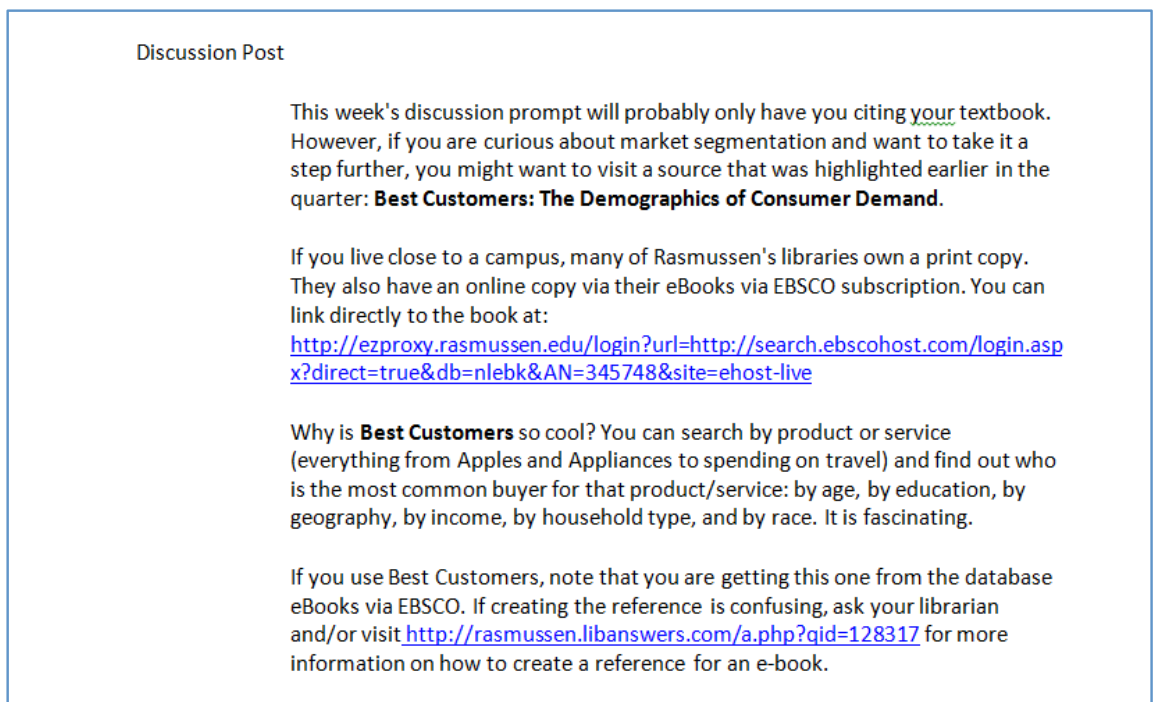 Discussion Post
This week's discussion prompt will probably only have you citing your textbook.
However, if you are curious about market segmentation and want to take it a
step further, you might want to visit a source that was highlighted earlier in the
quarter: Best Customers: The Demographics of Consumer Demand.
If you live close to a campus, many of Rasmussen's libraries own a print copy.
They also have an online copy via their eBooks via EBSCO subscription. You can
link directly to the book at:
http://ezproxy.rasmussen.edu/login?url=http://search.ebscohost.com/login.asp
x?direct=true&db=nlebk&AN=345748&site=ehost-live
Why is Best Customers so cool? You can search by product or service
(everything from Apples and Appliances to spending on travel) and find out who
is the most common buyer for that product/service: by age, by education, by
geography, by income, by household type, and by race. It is fascinating.
If you use Best Customers, note that you are getting this one from the database
eBooks via EBSCO. If creating the reference is confusing, ask your librarian
and/or visit http://rasmussen.libanswers.com/a.php?qid=128317 for more
information on how to create a reference for an e-book.